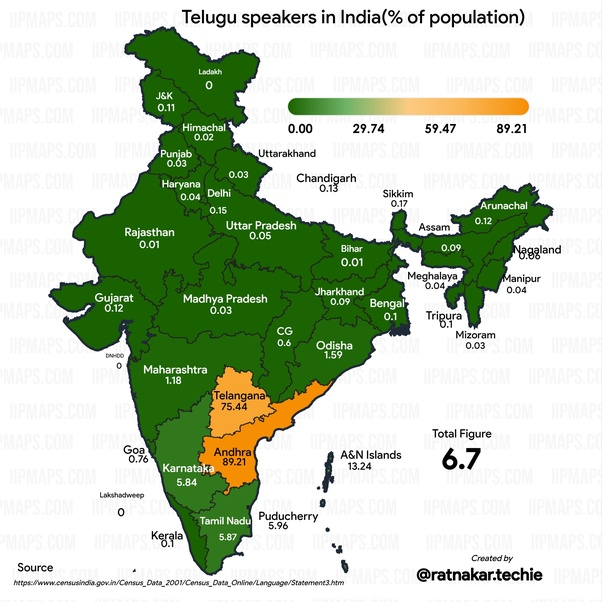 Telugu speakers in India(% of population)
Ladakh
0
J&K
0.11
0.00 29.74 59.47 89.21
Himachal
0.02
Punjab
0.03
Uttarakhand
0.03
Haryana
0.04
Delhi
0.15
Chandigarh
0.13
Sikkim
0.17
Arunachal
0.12
Assam
0.09
Nagaland
0.06
Rajasthan
0.01
Uttar Pradesh
0.05
Bihar
0.01
Meghalaya
0.04
Manipur
0.04
Gujarat
0.12
Madhya Pradesh
0.03
Jharkhand
0.09
Bengal
0.1
Tripura
0.1
Mizoram
0.03
CG
0.6
Odisha
1.59
DNHDD
0
Maharashtra
1.18
Telangana
75.44
Total Figure
6.7
Goa
0.76
Andhra
89.21
A&N Islands
13.24
Karnataka
5.84
Lakshadweep
0
Tamil Nadu
5.87
Puducherry
5.96
Kerala
0.1
Source
https://www.censusindia.gov.in/Census_Data_2001/Census_Data_Online/Language/Statement3.htm
Created by
@ratnakar.techie
IIPMAPS.COM